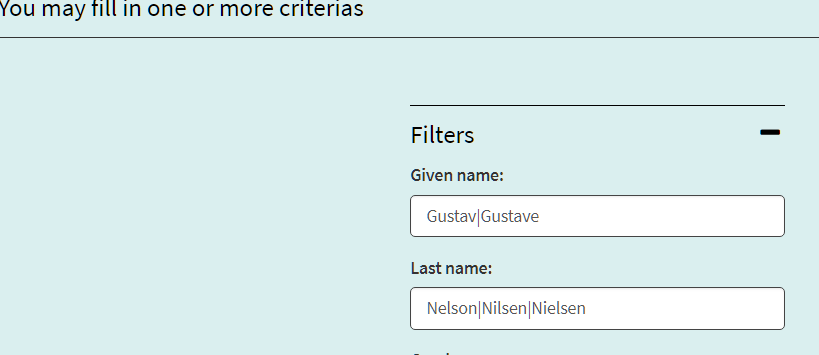 You may fill in one or more criterias
Filters
Given name:
Gustav|Gustave
Last name:
Nelson|Nilsen|Nielsen